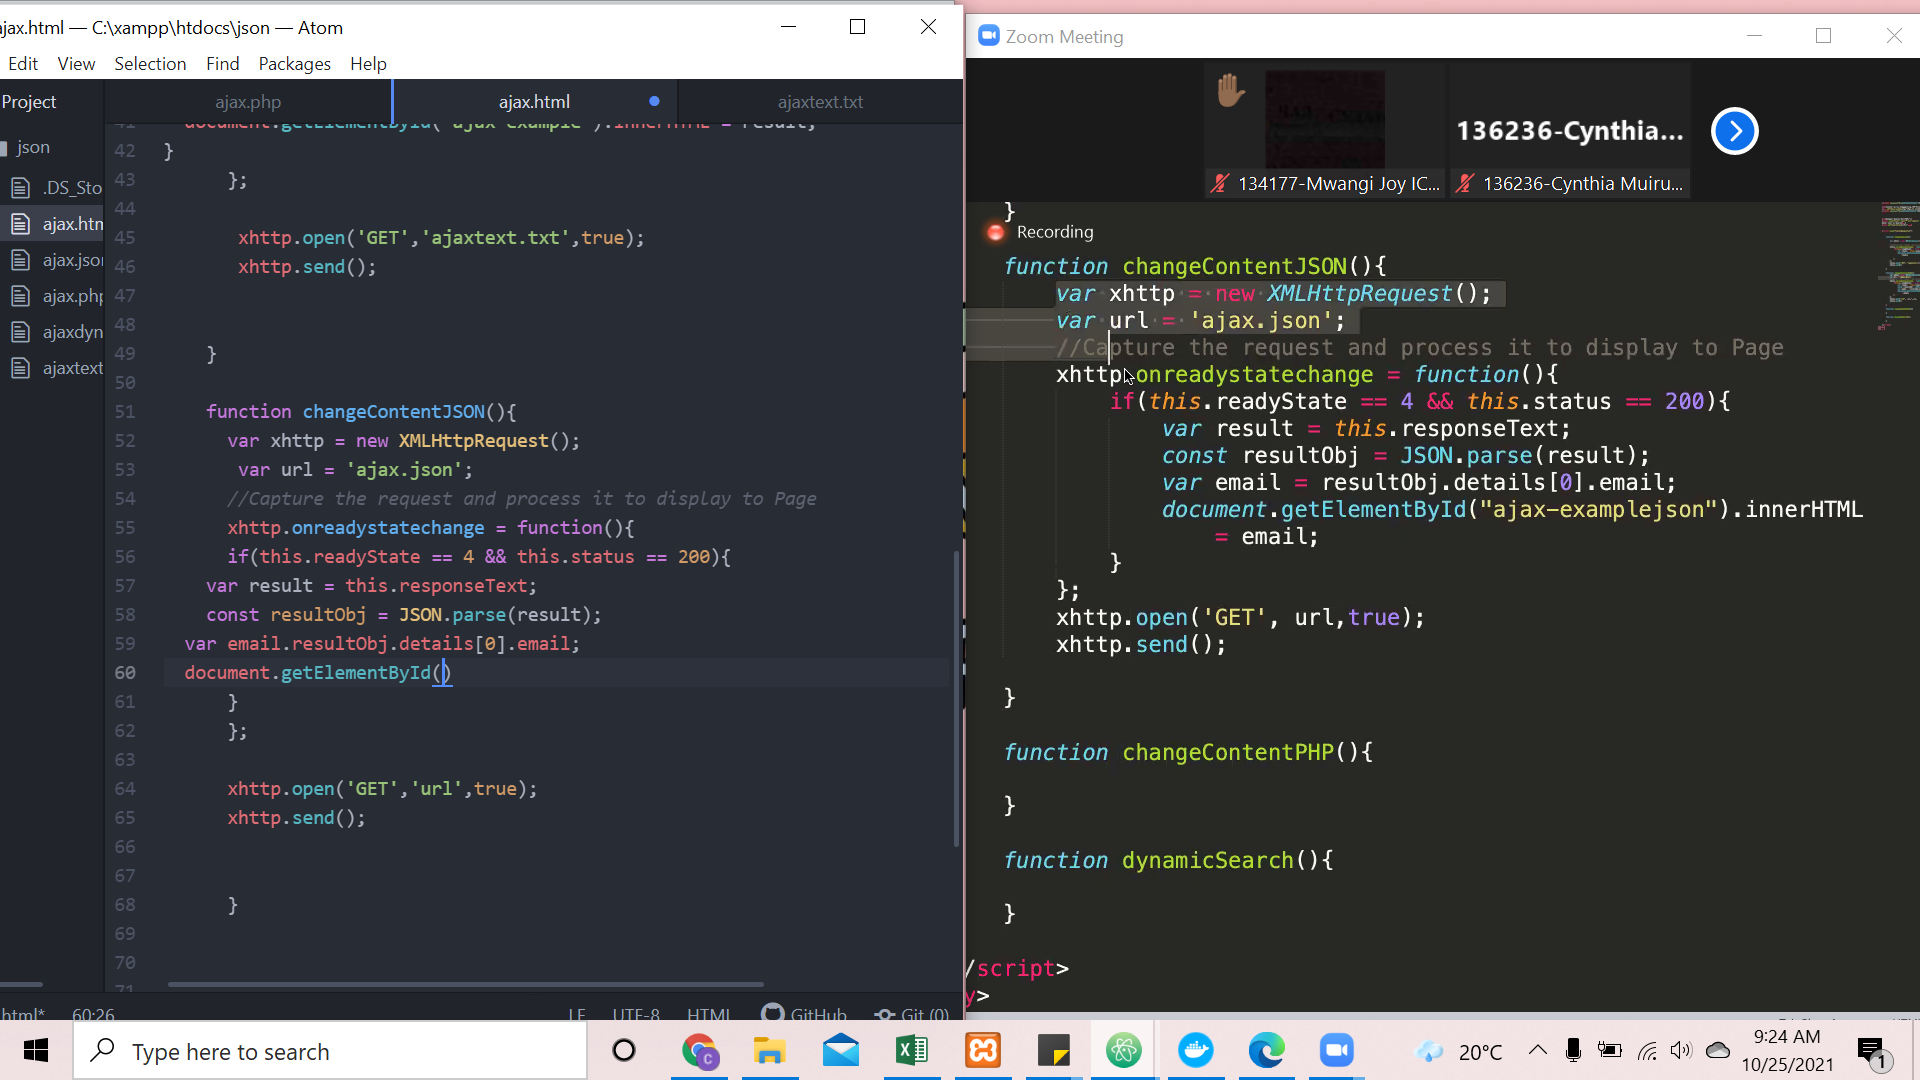 ajax.html — C:\xampp\htdocs\json — Atom
Edit View Selection Find Packages Help
Project
ajax.php
ajax.html
ajaxtext.txt
json
.DS_Sto
ajax.htm
ajax.json
ajax.php
ajaxdyn
ajaxtext
41 document.getElementById("ajax-example").innerHTML = result;
42 }
43 };
44
45 xhttp.open('GET','ajaxtext.txt',true);
46 xhttp.send();
47
48
49 }
50
51 function changeContentJSON(){
52 var xhttp = new XMLHttpRequest();
53 var url = 'ajax.json';
54 //Capture the request and process it to display to Page
55 xhttp.onreadystatechange = function(){
56 if(this.readyState == 4 && this.status == 200){
57 var result = this.responseText;
58 const resultObj = JSON.parse(result);
59 var email.resultObj.details[0].email;
60 document.getElementById()
61 }
62 };
63
64 xhttp.open('GET','url',true);
65 xhttp.send();
66
67
68 }
69
70
71
html* 60:26 LF UTF-8 HTML GitHub Git (0)
Zoom Meeting
136236-Cynthia...
134177-Mwangi Joy IC...
136236-Cynthia Muiru...
}
Recording
function changeContentJSON(){
var xhttp = new XMLHttpRequest();
var url = 'ajax.json';
//Capture the request and process it to display to Page
xhttp.onreadystatechange = function(){
if(this.readyState == 4 && this.status == 200){
var result = this.responseText;
const resultObj = JSON.parse(result);
var email = resultObj.details[0].email;
document.getElementById("ajax-examplejson").innerHTML
= email;
}
};
xhttp.open('GET', url,true);
xhttp.send();
}
function changeContentPHP(){
}
function dynamicSearch(){
}
/script>
y>
Type here to search
C
20°C
9:24 AM
10/25/2021
1